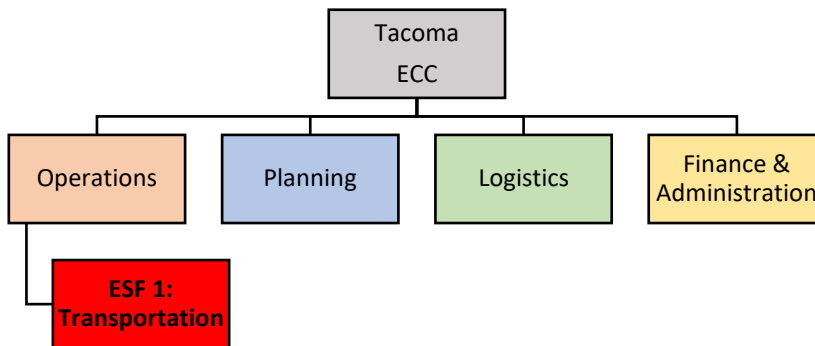 Tacoma
ECC
Operations
Planning
Logistics
Finance &
Administration
ESF 1:
Transportation